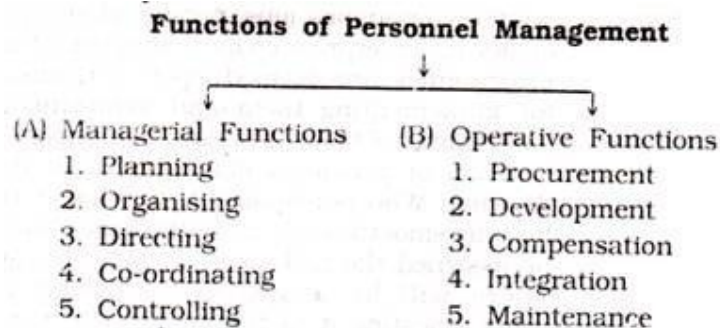 Functions of Personnel Management
(A) Managerial Functions
1. Planning
2. Organising
3. Directing
4. Co-ordinating
5. Controlling
(B) Operative Functions
1. Procurement
2. Development
3. Compensation
4. Integration
5. Maintenance